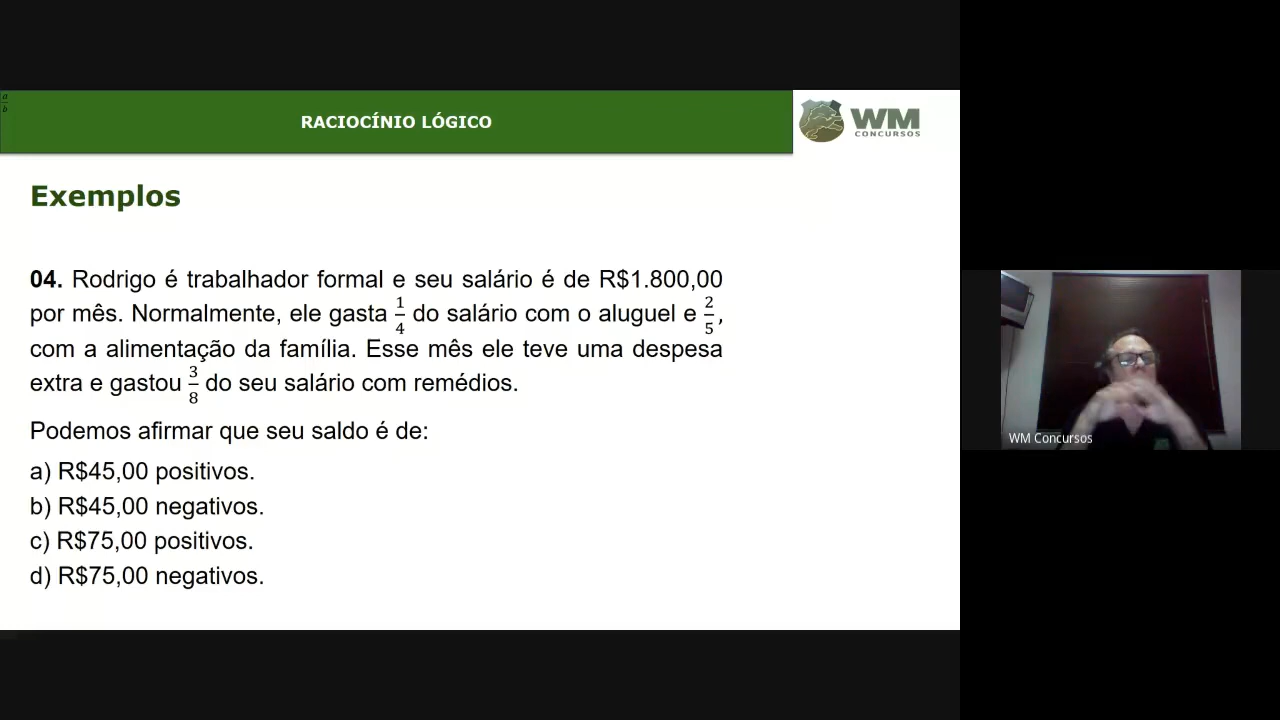 a/b
RACIOCÍNIO LÓGICO
WM
CONCURSOS
Exemplos
04. Rodrigo é trabalhador formal e seu salário é de R$1.800,00
por mês. Normalmente, ele gasta 1/4 do salário com o aluguel e 2/5,
com a alimentação da família. Esse mês ele teve uma despesa
extra e gastou 3/8 do seu salário com remédios.
Podemos afirmar que seu saldo é de:
a) R$45,00 positivos.
b) R$45,00 negativos.
c) R$75,00 positivos.
d) R$75,00 negativos.
WM Concursos